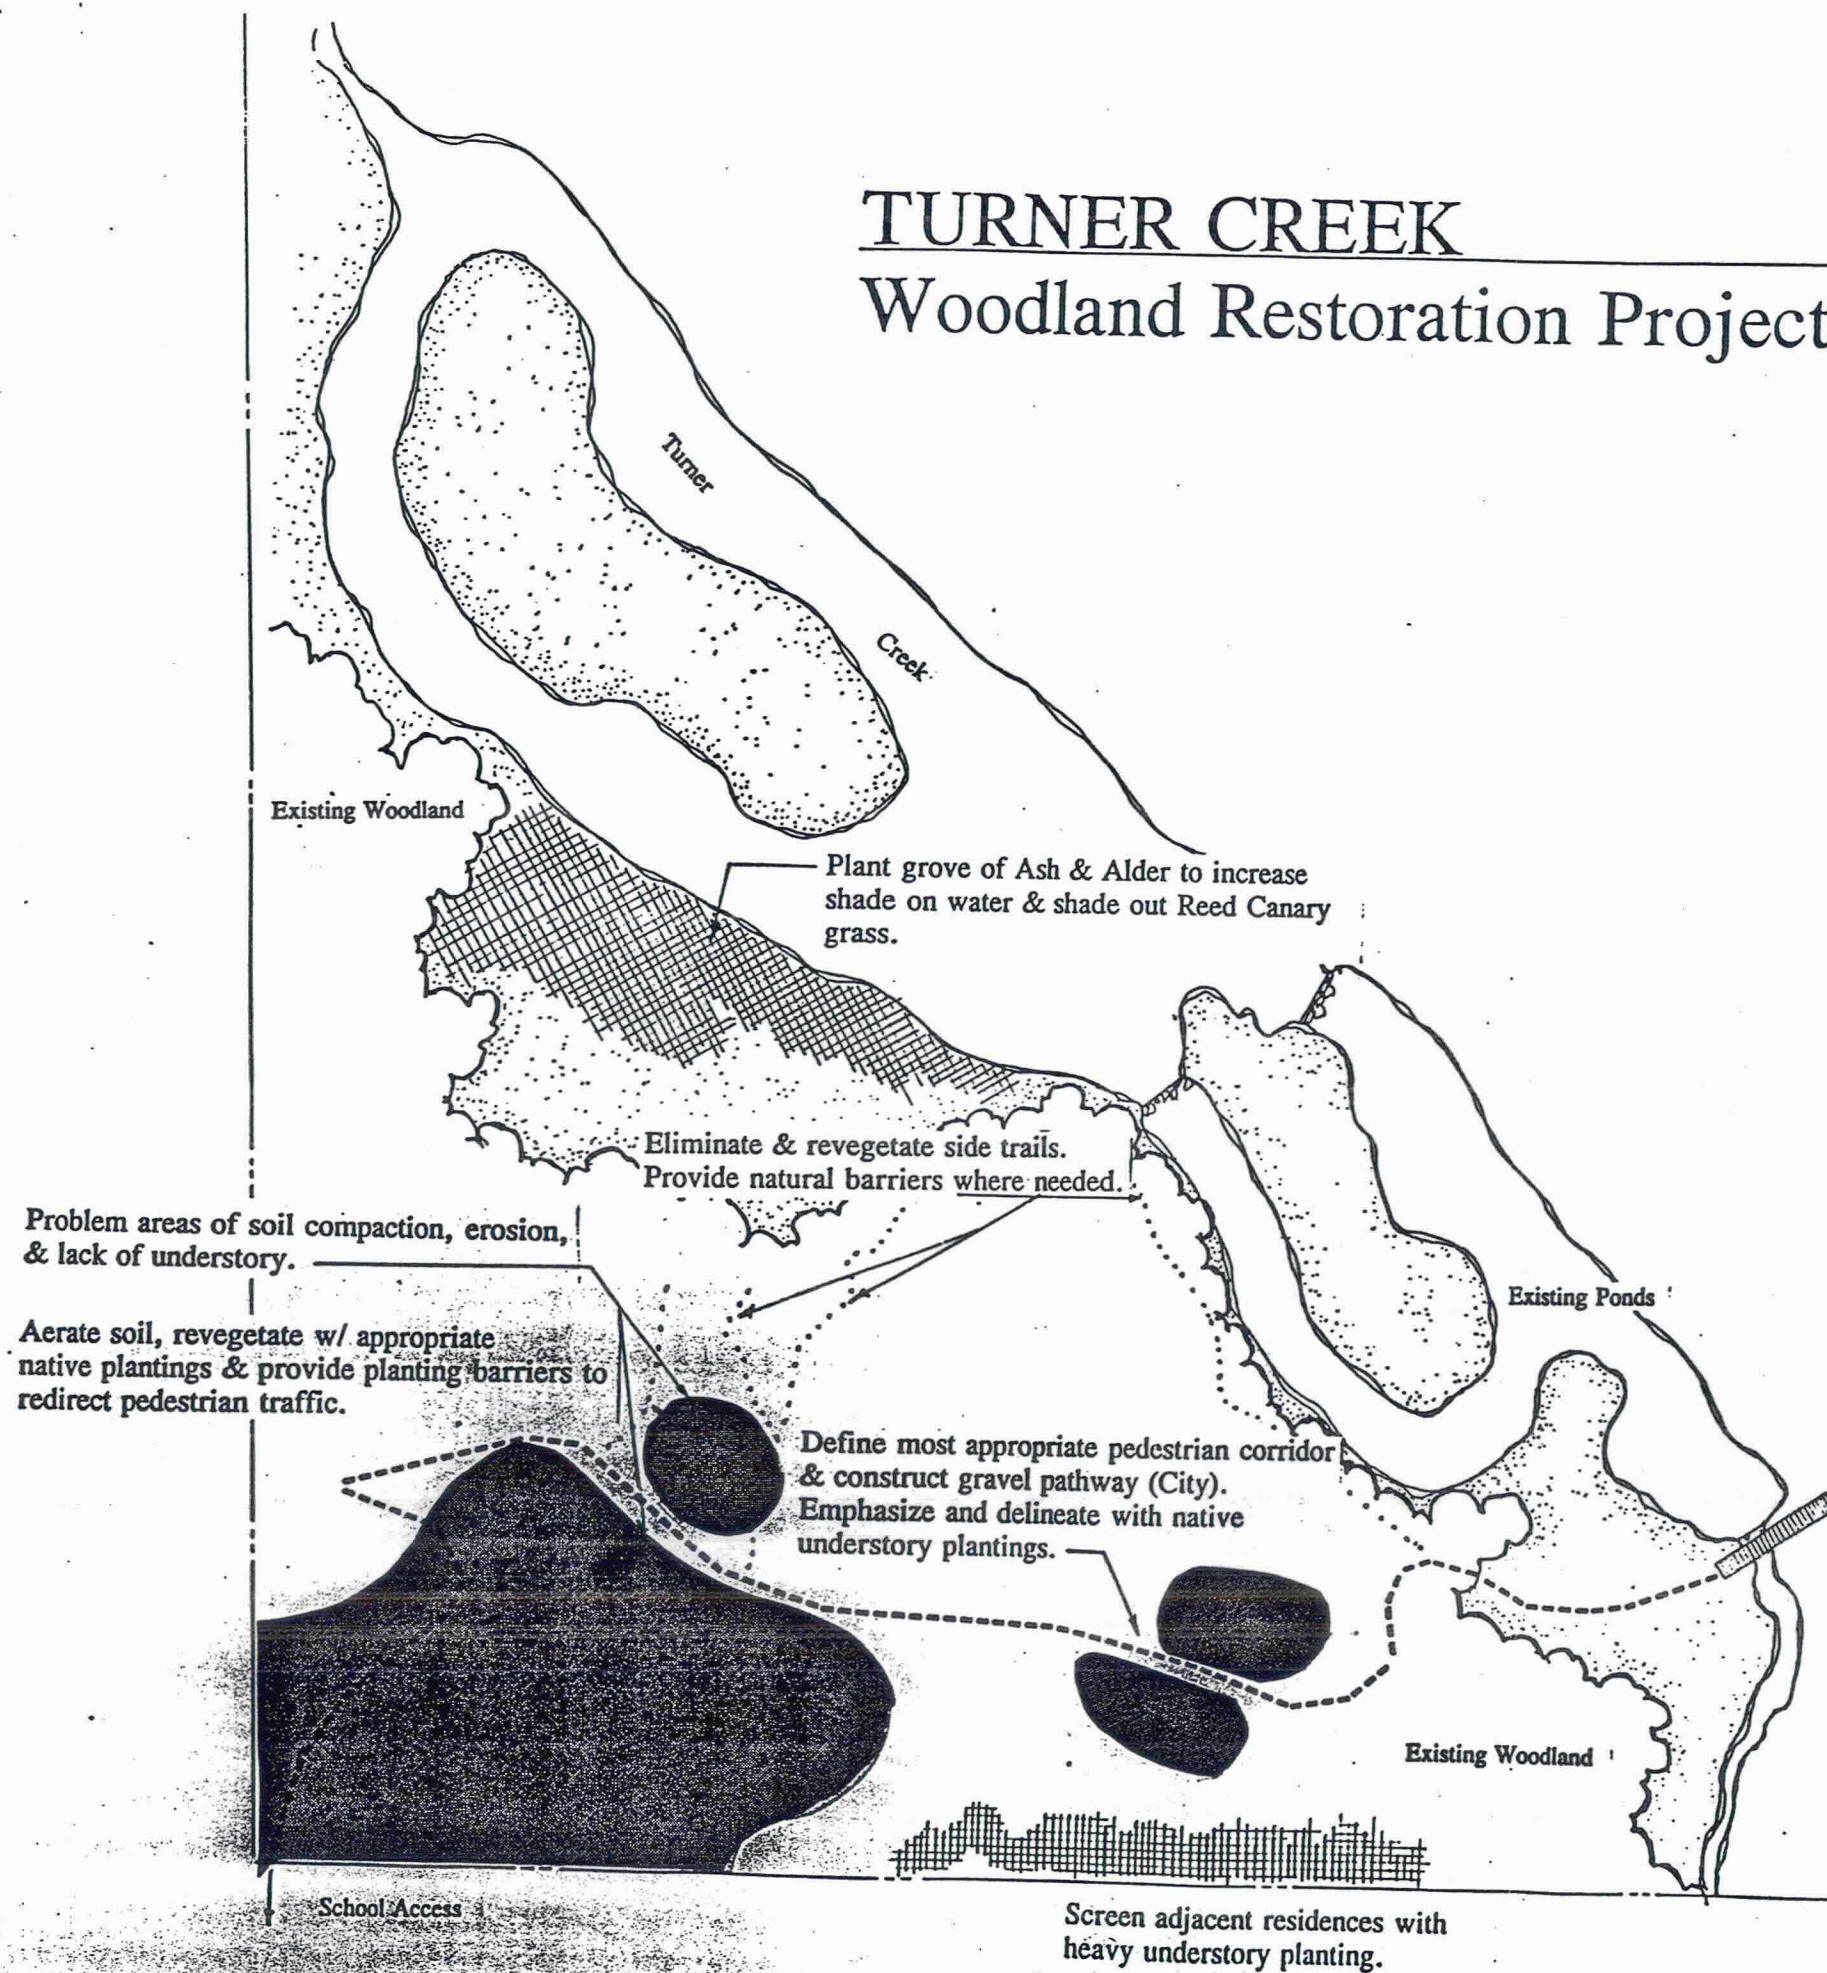 TURNER CREEK
Woodland Restoration Project
Turner
Creek
Existing Woodland
Plant grove of Ash & Alder to increase
shade on water & shade out Reed Canary
grass.
Eliminate & revegetate side trails.
Provide natural barriers where needed.
Problem areas of soil compaction, erosion,
& lack of understory.
Existing Ponds
Aerate soil, revegetate w/ appropriate
native plantings & provide planting barriers to
redirect pedestrian traffic.
Define most appropriate pedestrian corridor
& construct gravel pathway (City).
Emphasize and delineate with native
understory plantings.
Existing Woodland
School Access
Screen adjacent residences with
heavy understory planting.